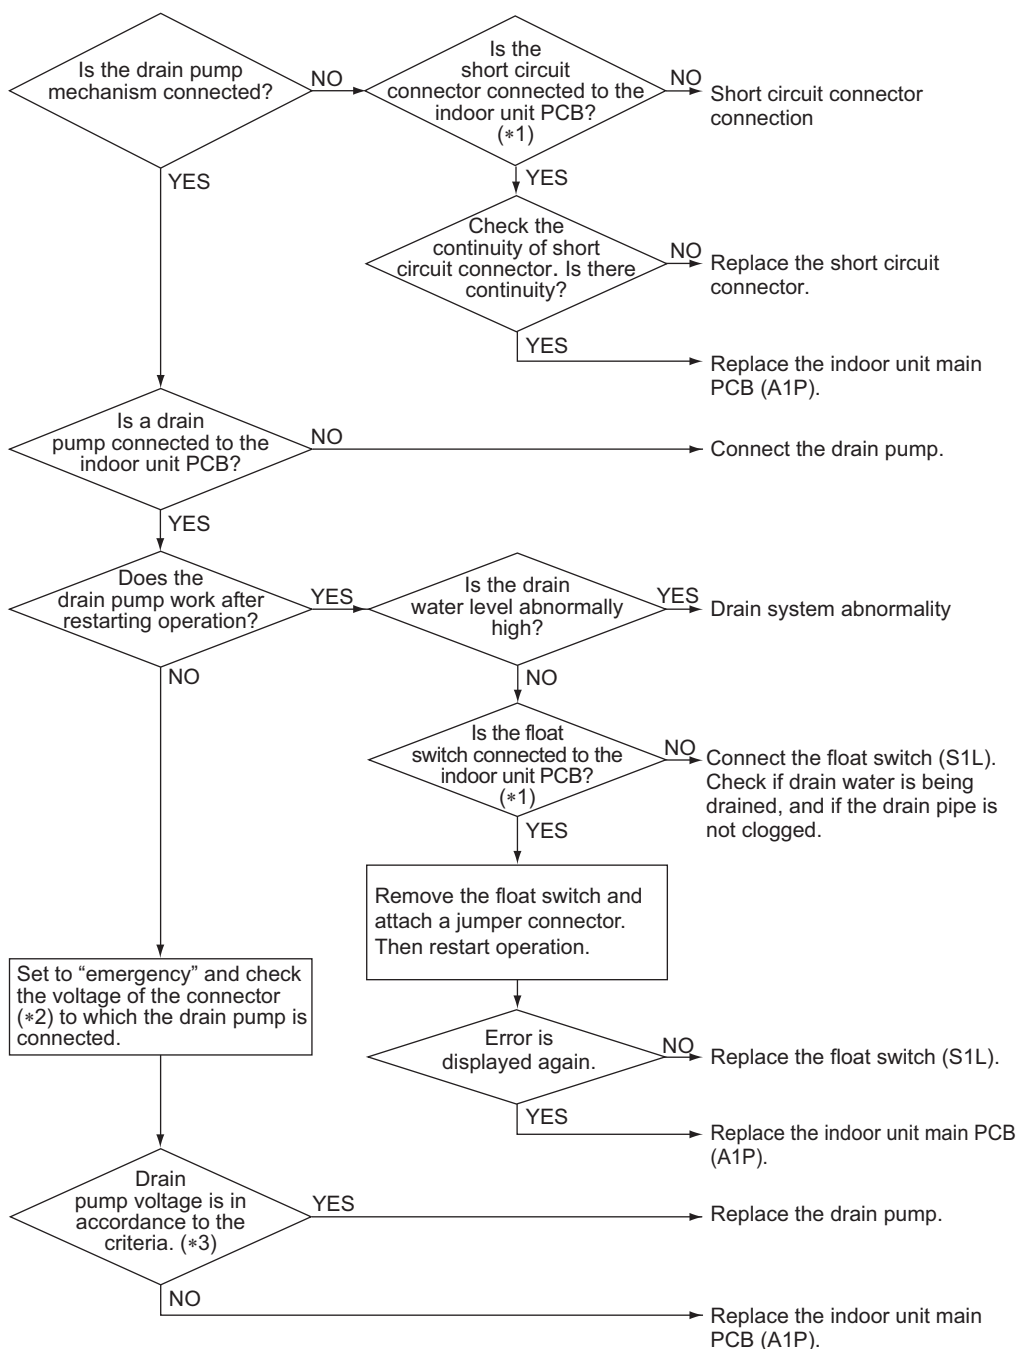 Is the drain pump
mechanism connected?
NO
Is the
short circuit
connector connected to the
indoor unit PCB?
(*1)
NO
Short circuit connector
connection
YES
YES
Check the
continuity of short
circuit connector. Is there
continuity?
NO
Replace the short circuit
connector.
YES
Replace the indoor unit main
PCB (A1P).
Is a drain
pump connected to the
indoor unit PCB?
NO
Connect the drain pump.
YES
Does the
drain pump work after
restarting operation?
YES
Is the drain
water level abnormally
high?
YES
Drain system abnormality
NO
NO
Is the float
switch connected to the
indoor unit PCB?
(*1)
NO
Connect the float switch (S1L).
Check if drain water is being
drained, and if the drain pipe is
not clogged.
YES
Remove the float switch and
attach a jumper connector.
Then restart operation.
Set to “emergency” and check
the voltage of the connector
(*2) to which the drain pump is
connected.
Error is
displayed again.
NO
Replace the float switch (S1L).
YES
Replace the indoor unit main PCB
(A1P).
Drain
pump voltage is in
accordance to the
criteria. (*3)
YES
Replace the drain pump.
NO
Replace the indoor unit main
PCB (A1P).